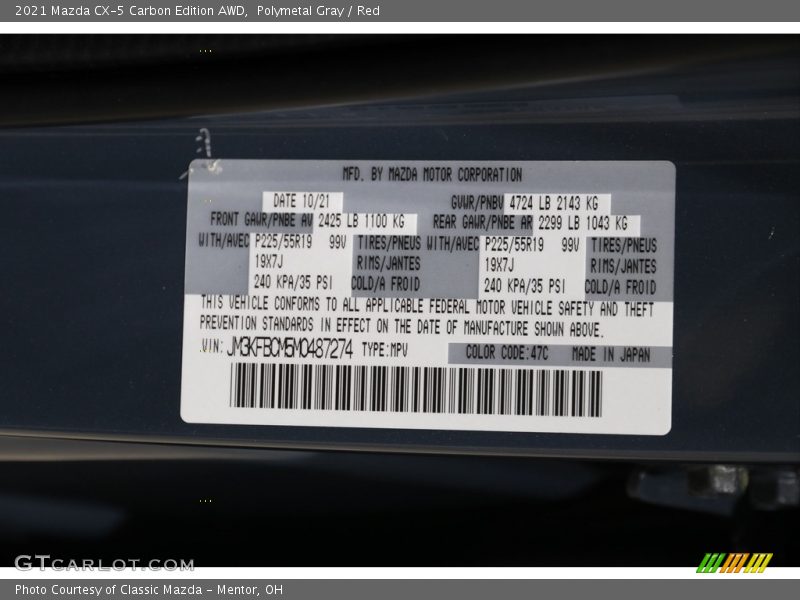 2021 Mazda CX-5 Carbon Edition AWD, Polymetal Gray / Red
MFD. BY MAZDA MOTOR CORPORATION
DATE 10/21 GVWR/PNBV 4724 LB 2143 KG
FRONT GAWR/PNBE AV 2425 LB 1100 KG REAR GAWR/PNBE AR 2299 LB 1043 KG
WITH/AVEC P225/55R19 99V TIRES/PNEUS WITH/AVEC P225/55R19 99V TIRES/PNEUS
19X7J RIMS/JANTES 19X7J RIMS/JANTES
240 KPA/35 PSI COLD/A FROID 240 KPA/35 PSI COLD/A FROID
THIS VEHICLE CONFORMS TO ALL APPLICABLE FEDERAL MOTOR VEHICLE SAFETY AND THEFT
PREVENTION STANDARDS IN EFFECT ON THE DATE OF MANUFACTURE SHOWN ABOVE.
VIN: JM3KFBCM5M0487274 TYPE:MPV COLOR CODE:47C MADE IN JAPAN
GTCARLOT.COM
Photo Courtesy of Classic Mazda - Mentor, OH